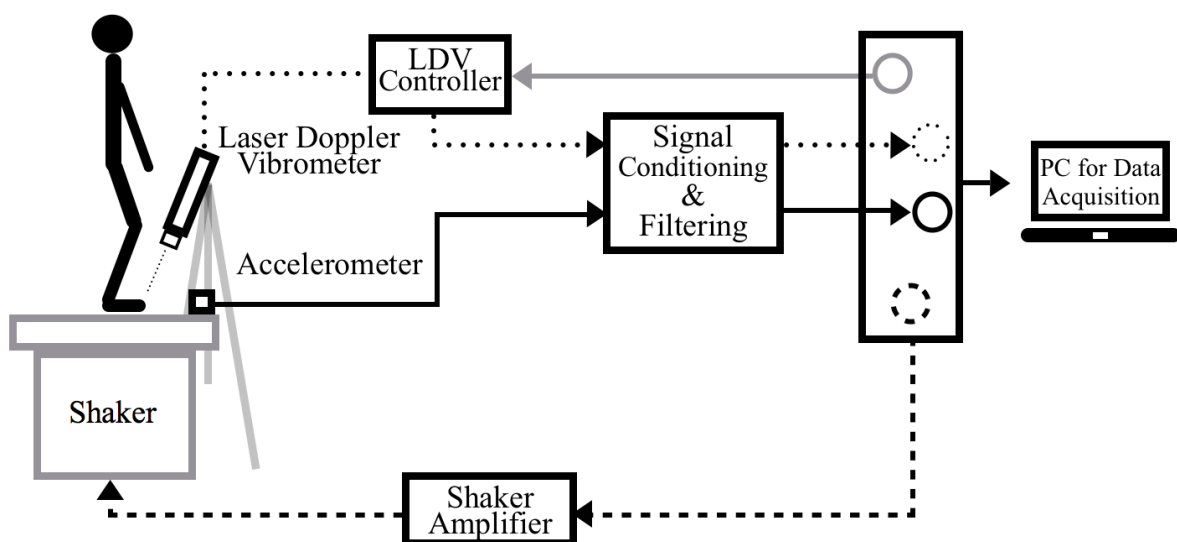 LDV
Controller
Laser Doppler
Vibrometer
Signal
Conditioning
&
Filtering
PC for Data
Acquisition
Accelerometer
Shaker
Shaker
Amplifier